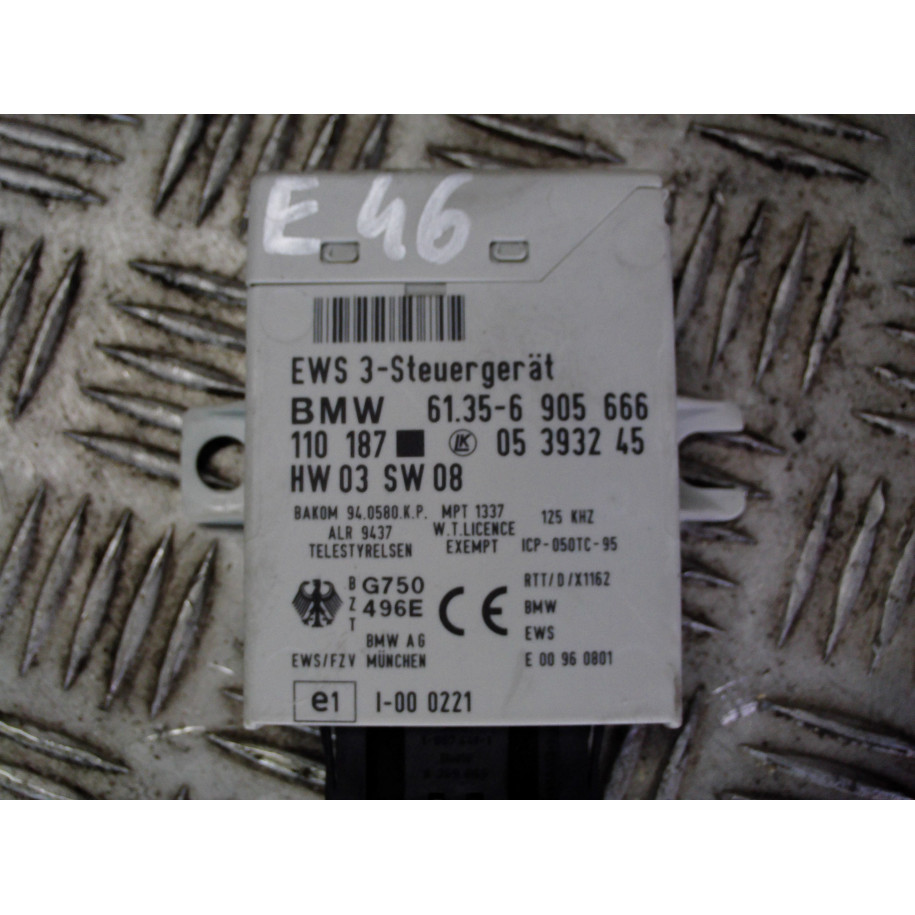 E 46
EWS 3-Steuergerät
BMW 61.35-6 905 666
110 187 LK 05 3932 45
HW 03 SW 08
BAKOM 94.0580.K.P. MPT 1337 125 KHZ
ALR 9437 W.T.LICENCE
TELESTYRELSEN EXEMPT ICP-050TC-95
BZT G750 496E CE RTT/D/X1162
BMW
EWS
BMW AG
EWS/FZV MÜNCHEN E 00 96 0801
e1 I-00 0221